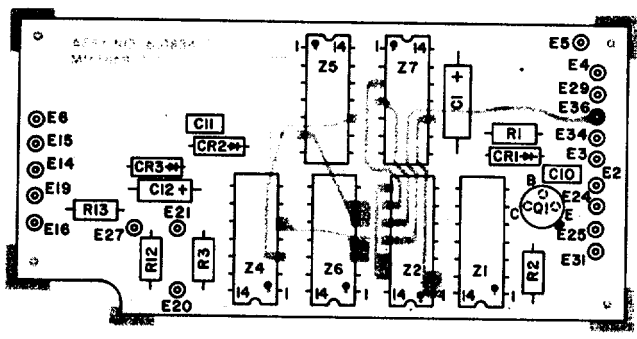 ASSY NO.
1 14
Z5
1 14
Z7
C1 +
E5
E4
E29
E36
E6
E15
E14
E19
E16
C11
CR2
CR3
C12 +
R13
E21
E27
R12
R3
E20
R1
CR1
C10
E34
E3
E2
E24
E25
E31
B
C Q1 E
R2
Z4
14 1
Z6
14 1
Z2
14 1
Z1
14 1